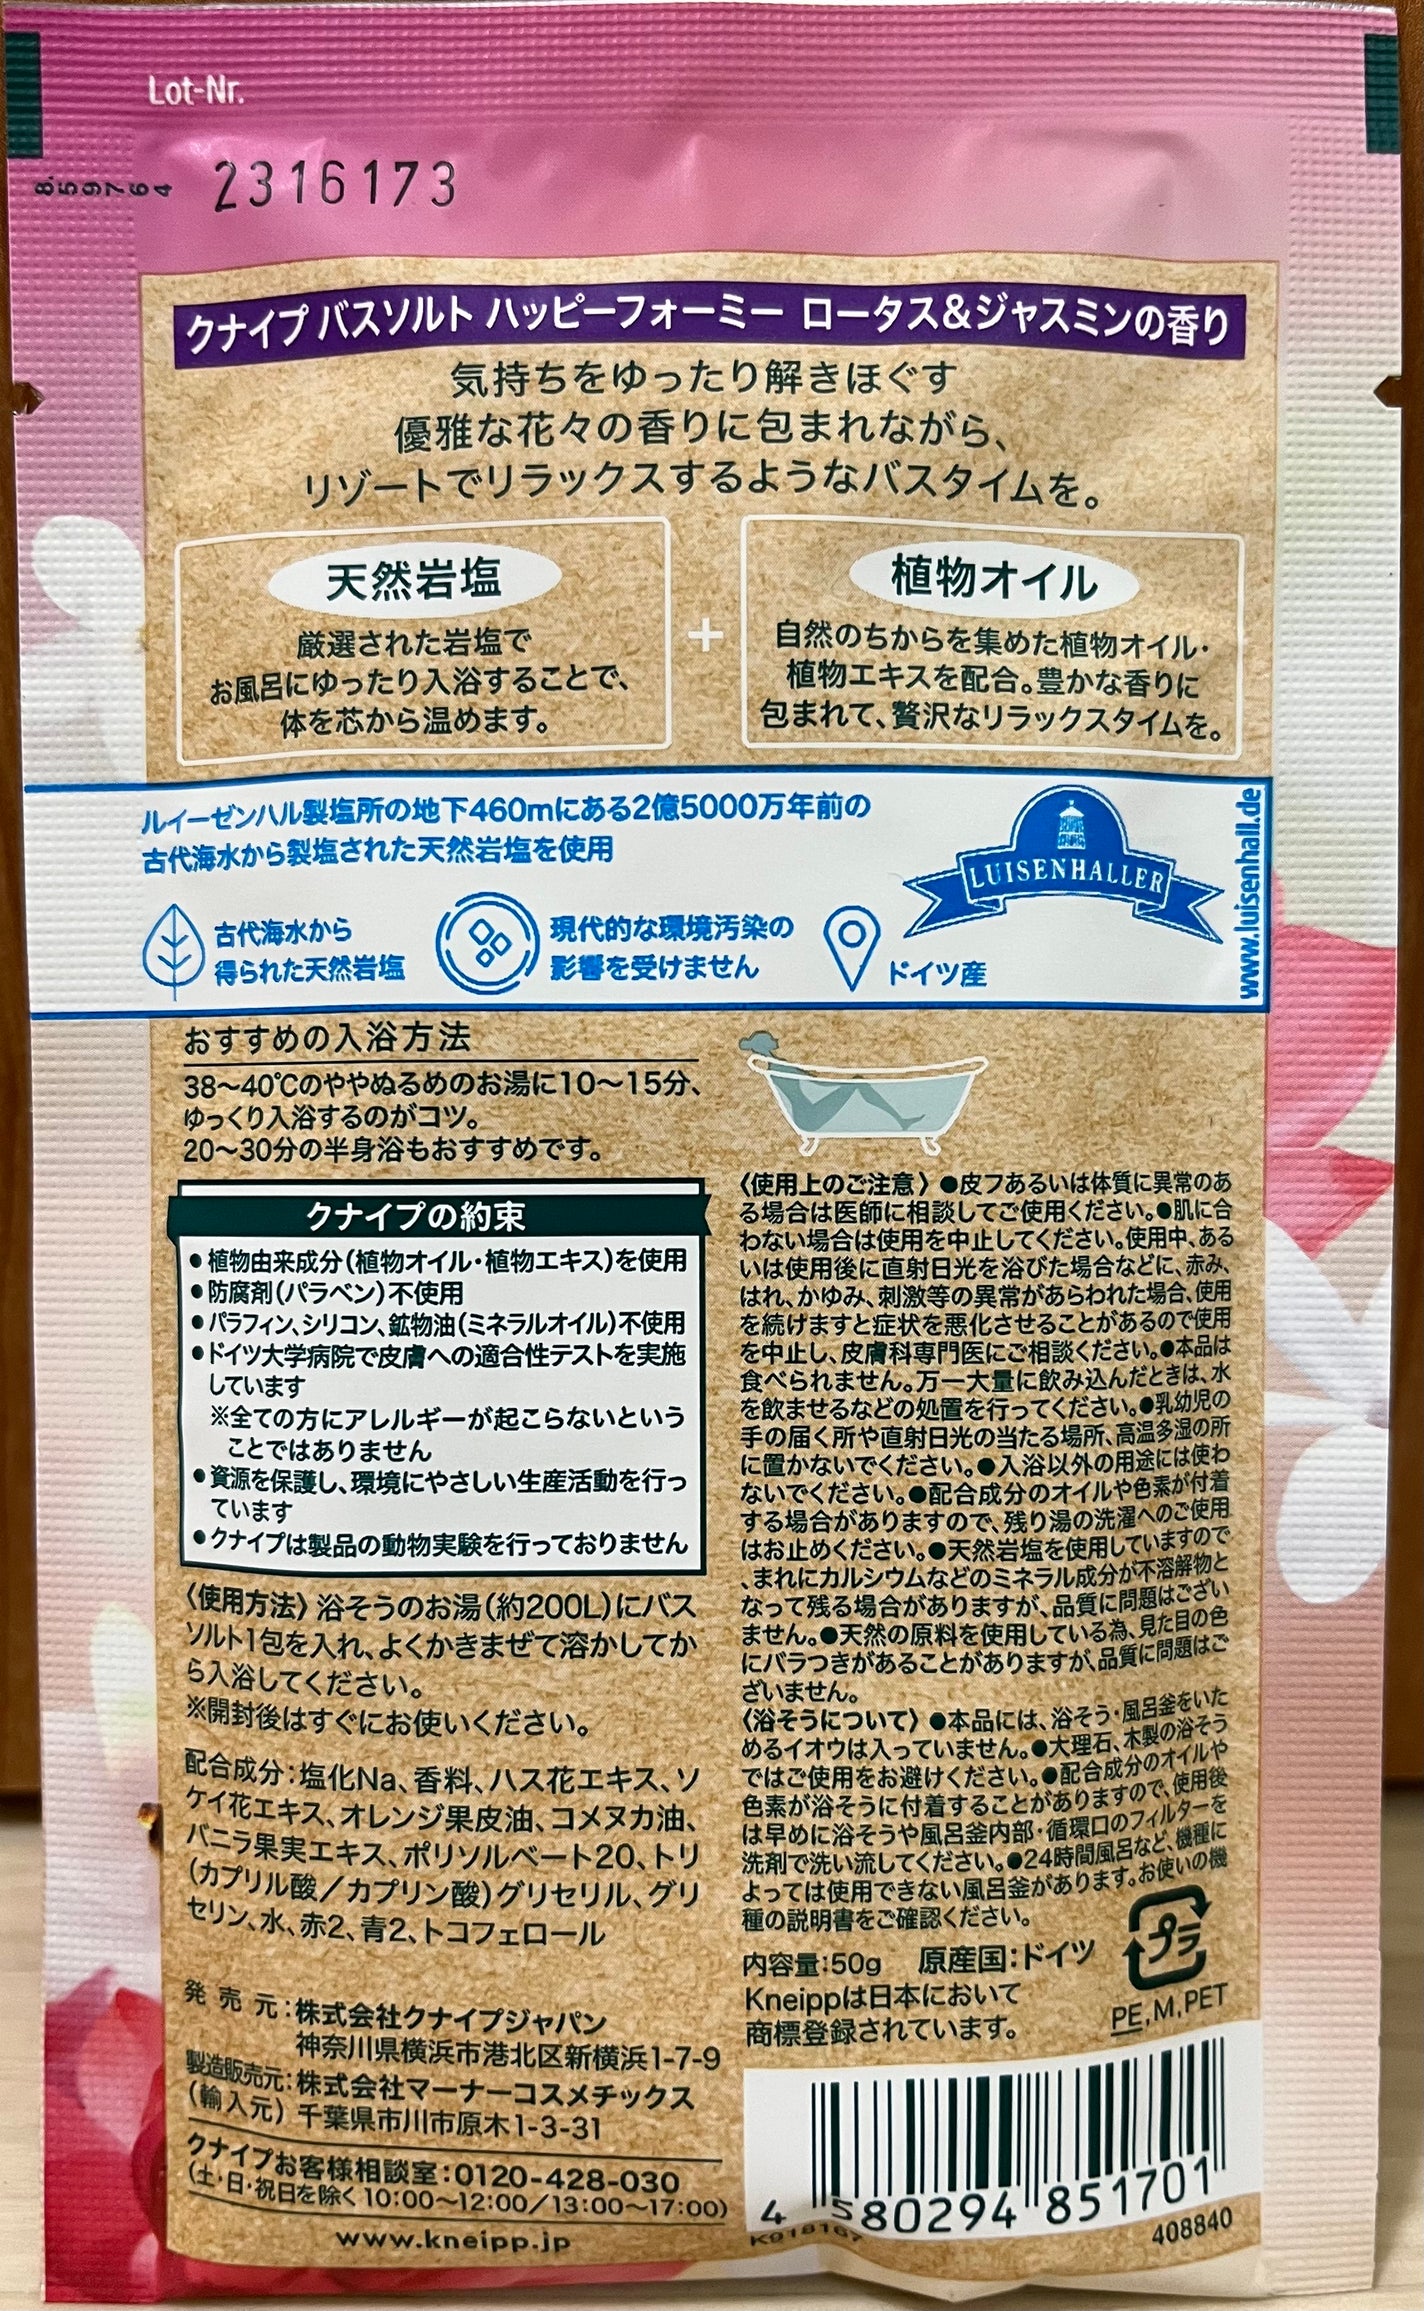 Lot-Nr.
859764
2316173
クナイプ バスソルト ハッピーフォーミー ロータス&ジャスミンの香り
気持ちをゆったり解きほぐす
優雅な花々の香りに包まれながら、
リゾートでリラックスするようなバスタイムを。
天然岩塩
厳選された岩塩で
お風呂にゆったり入浴することで、
体を芯から温めます。
+
植物オイル
自然のちからを集めた植物オイル・
植物エキスを配合。豊かな香りに
包まれて、贅沢なリラックスタイムを。
ルイーゼンハル製塩所の地下460mにある2億5000万年前の
古代海水から製塩された天然岩塩を使用
古代海水から
得られた天然岩塩
現代的な環境汚染の
影響を受けません
ドイツ産
LUISENHALLER
www.luisenhall.de
おすすめの入浴方法
38〜40℃のややぬるめのお湯に10〜15分、
ゆっくり入浴するのがコツ。
20〜30分の半身浴もおすすめです。
クナイプの約束
●植物由来成分(植物オイル・植物エキス)を使用
●防腐剤(パラベン)不使用
●パラフィン、シリコン、鉱物油(ミネラルオイル)不使用
●ドイツ大学病院で皮膚への適合性テストを実施
しています
※全ての方にアレルギーが起こらないという
ことではありません
●資源を保護し、環境にやさしい生産活動を行っ
ています
●クナイプは製品の動物実験を行っておりません
〈使用方法〉浴そうのお湯(約200L)にバス
ソルト1包を入れ、よくかきまぜて溶かしてか
ら入浴してください。
※開封後はすぐにお使いください。
配合成分:塩化Na、香料、ハス花エキス、ソ
ケイ花エキス、オレンジ果皮油、コメヌカ油、
バニラ果実エキス、ポリソルベート20、トリ
(カプリル酸/カプリン酸)グリセリル、グリ
セリン、水、赤2、青2、トコフェロール
発売元:株式会社クナイプジャパン
神奈川県横浜市港北区新横浜1-7-9
製造販売元:株式会社マーナーコスメチックス
(輸入元) 千葉県市川市原木1-3-31
クナイプお客様相談室:0120-428-030
(土・日・祝日を除く10:00〜12:00/13:00〜17:00)
www.kneipp.jp
〈使用上のご注意〉●皮フあるいは体質に異常のあ
る場合は医師に相談してご使用ください。●肌に合
わない場合は使用を中止してください。使用中、ある
いは使用後に直射日光を浴びた場合などに、赤み、
はれ、かゆみ、刺激等の異常があらわれた場合、使用
を続けますと症状を悪化させることがあるので使用
を中止し、皮膚科専門医にご相談ください。●本品は
食べられません。万一大量に飲み込んだときは、水
を飲ませるなどの処置を行ってください。●乳幼児の
手の届く所や直射日光の当たる場所、高温多湿の所
に置かないでください。●入浴以外の用途には使わ
ないでください。●配合成分のオイルや色素が付着
する場合がありますので、残り湯の洗濯へのご使用
はお止めください。●天然岩塩を使用していますので
、まれにカルシウムなどのミネラル成分が不溶解物と
なって残る場合がありますが、品質に問題はござい
ません。●天然の原料を使用している為、見た目の色
にバラつきがあることがありますが、品質に問題はご
ざいません。
〈浴そうについて〉●本品には、浴そう・風呂釜をいた
めるイオウは入っていません。●大理石、木製の浴そう
ではご使用をお避けください。●配合成分のオイルや
色素が浴そうに付着することがありますので、使用後
は早めに浴そうや風呂釜内部・循環口のフィルターを
洗剤で洗い流してください。●24時間風呂など、機種に
よっては使用できない風呂釜があります。お使いの機
種の説明書をご確認ください。
内容量:50g 原産国:ドイツ
Kneippは日本において
商標登録されています。
プラ
PE,M,PET
4 580294 851701
408840